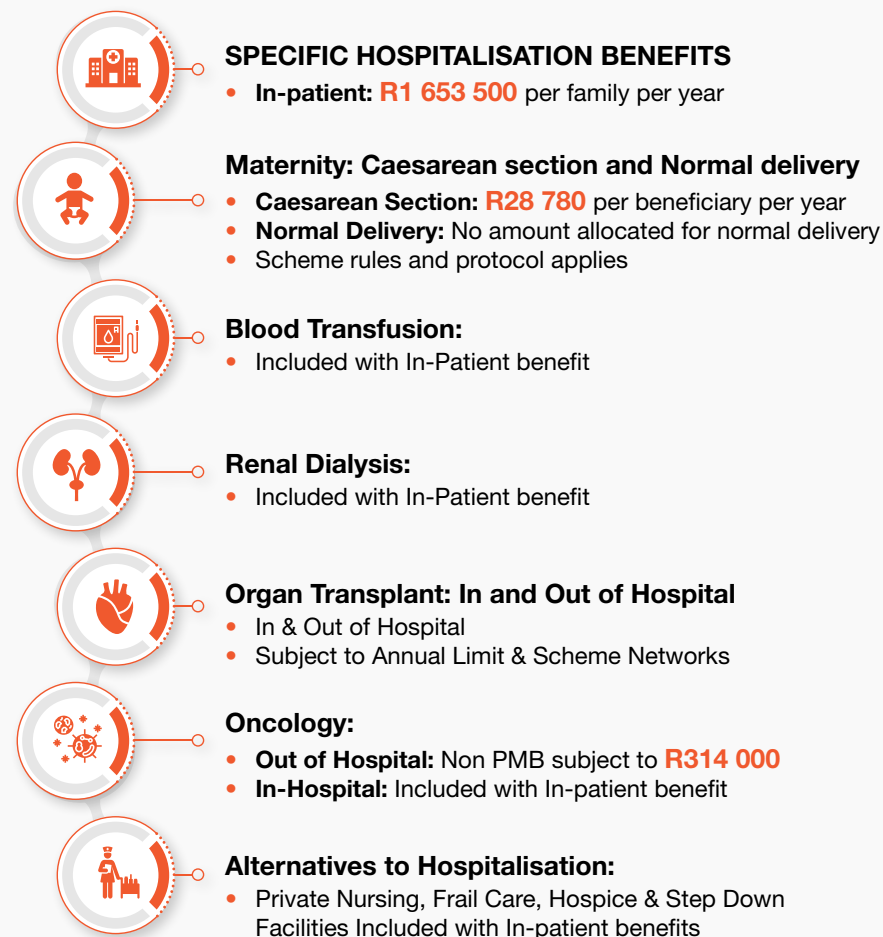 SPECIFIC HOSPITALISATION BENEFITS
• In-patient: R1 653 500 per family per year
Maternity: Caesarean section and Normal delivery
• Caesarean Section: R28 780 per beneficiary per year
• Normal Delivery: No amount allocated for normal delivery
• Scheme rules and protocol applies
Blood Transfusion:
• Included with In-Patient benefit
Renal Dialysis:
• Included with In-Patient benefit
Organ Transplant: In and Out of Hospital
• In & Out of Hospital
• Subject to Annual Limit & Scheme Networks
Oncology:
• Out of Hospital: Non PMB subject to R314 000
• In-Hospital: Included with In-patient benefit
Alternatives to Hospitalisation:
• Private Nursing, Frail Care, Hospice & Step Down
Facilities Included with In-patient benefits